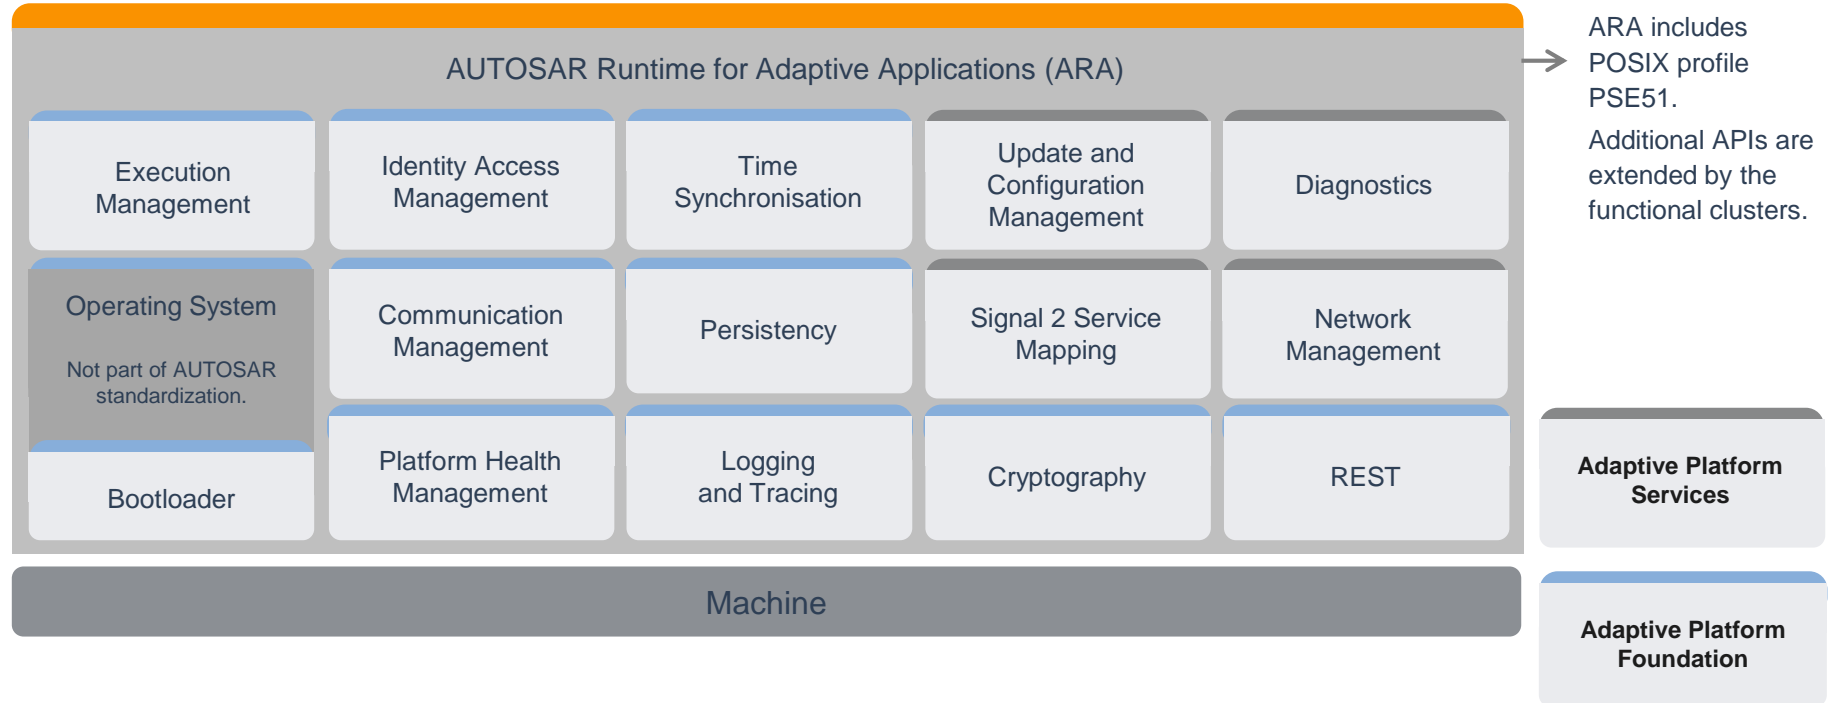 AUTOSAR Runtime for Adaptive Applications (ARA)
ARA includes
POSIX profile
PSE51.
Additional APIs are
extended by the
functional clusters.
Execution
Management
Identity Access
Management
Time
Synchronisation
Update and
Configuration
Management
Diagnostics
Operating System
Not part of AUTOSAR
standardization.
Communication
Management
Persistency
Signal 2 Service
Mapping
Network
Management
Bootloader
Platform Health
Management
Logging
and Tracing
Cryptography
REST
Adaptive Platform
Services
Machine
Adaptive Platform
Foundation